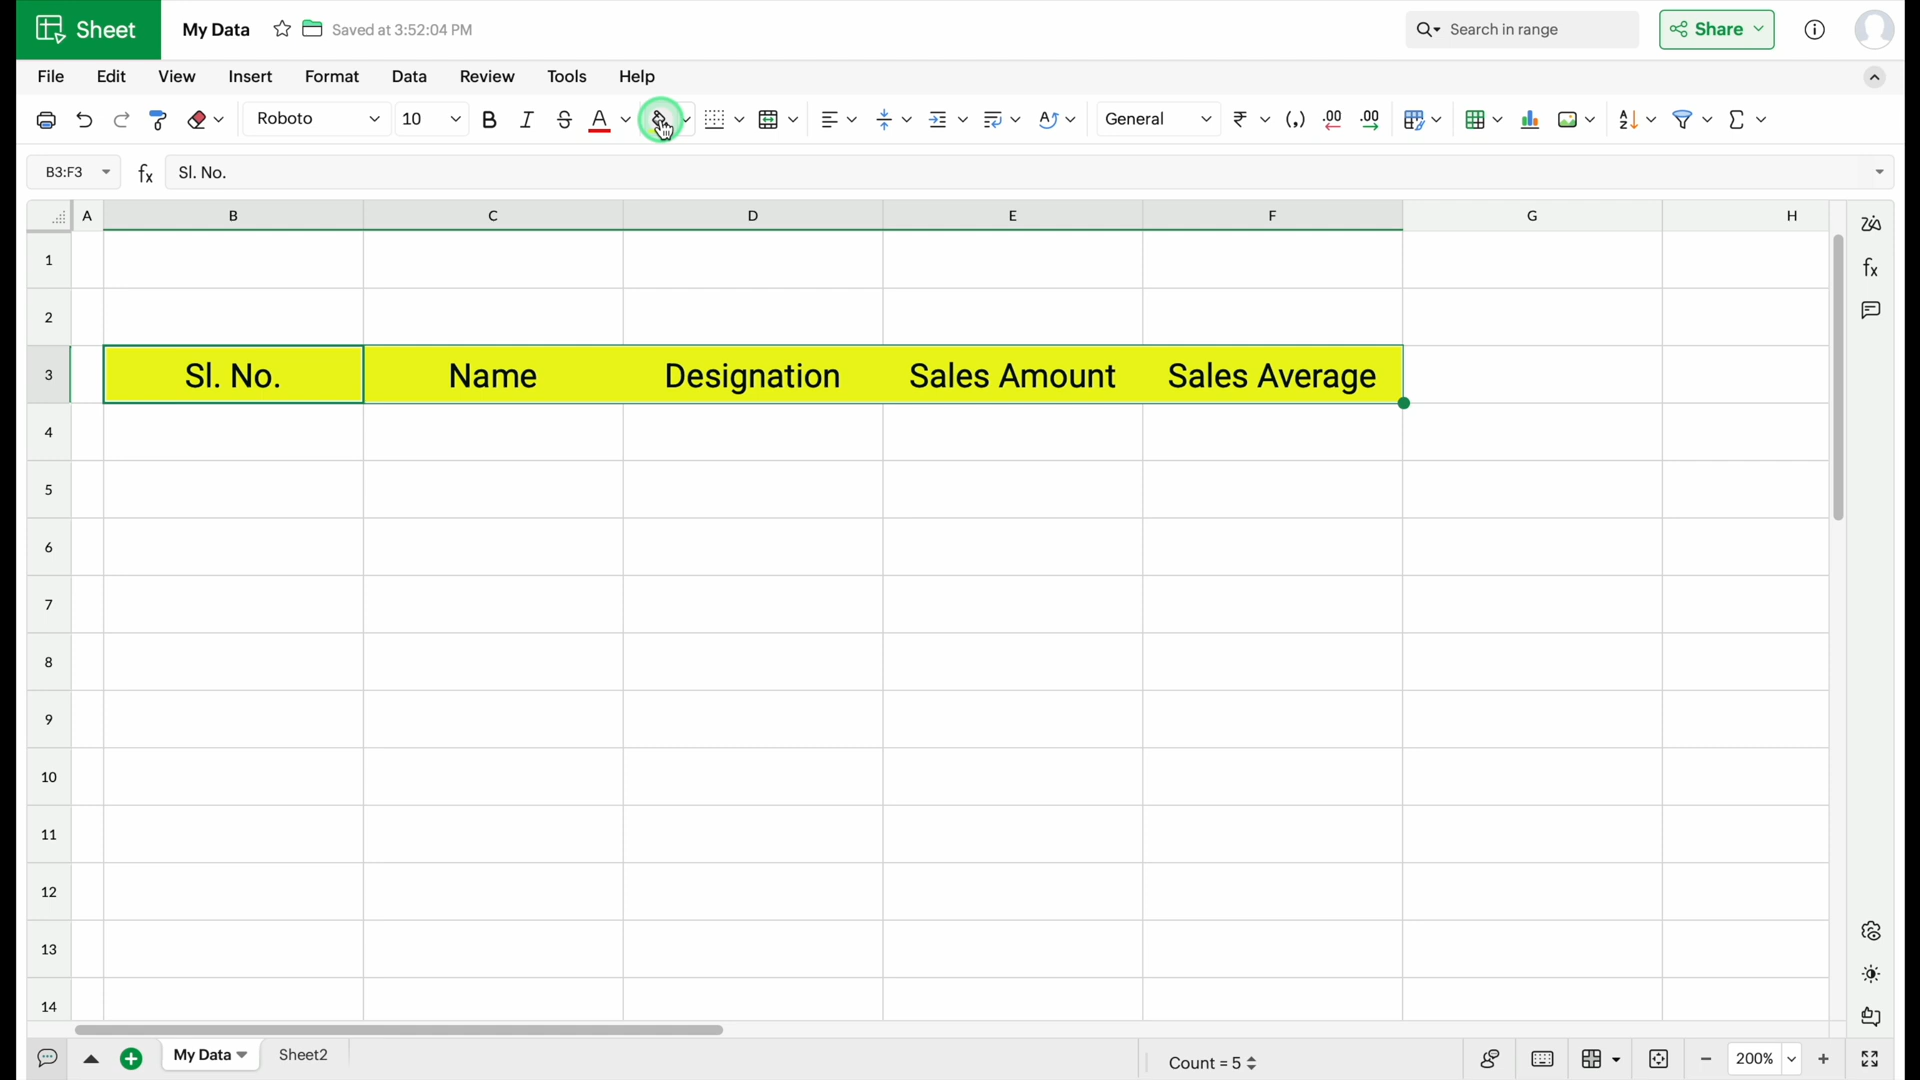 Sheet
My Data
Saved at 3:52:04 PM
Search in range
Share
File Edit View Insert Format Data Review Tools Help
Roboto 10 B I S A .00 .00 General ₹ (,)
B3:F3 fx Sl. No.
A B C D E F G H
1
2
3 Sl. No. Name Designation Sales Amount Sales Average
4
5
6
7
8
9
10
11
12
13
14
My Data Sheet2 Count = 5 200%